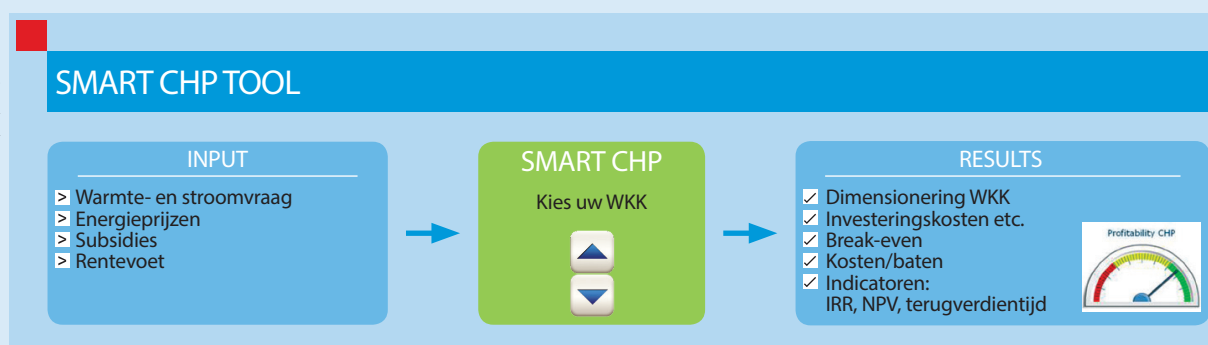 SMART CHP TOOL
INPUT
> Warmte- en stroomvraag
> Energieprijzen
> Subsidies
> Rentevoet
SMART CHP
Kies uw WKK
RESULTS
✓ Dimensionering WKK
✓ Investeringskosten etc.
✓ Break-even
✓ Kosten/baten
✓ Indicatoren:
IRR, NPV, terugverdientijd
Profitability CHP